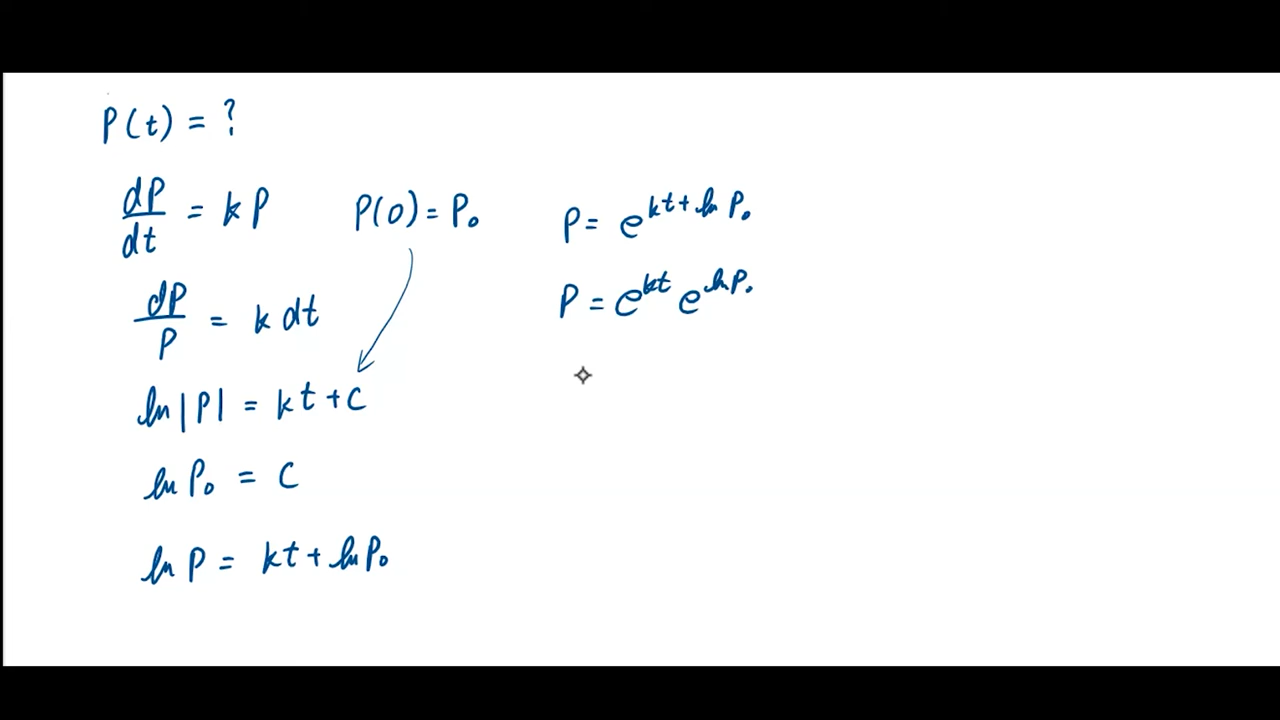 P(t) = ?
dP/dt = kP    P(0) = P₀
dP/P = k dt
ln|P| = kt + C
ln P₀ = C
ln P = kt + ln P₀
P = e^{kt + ln P₀}
P = e^{kt} e^{ln P₀}